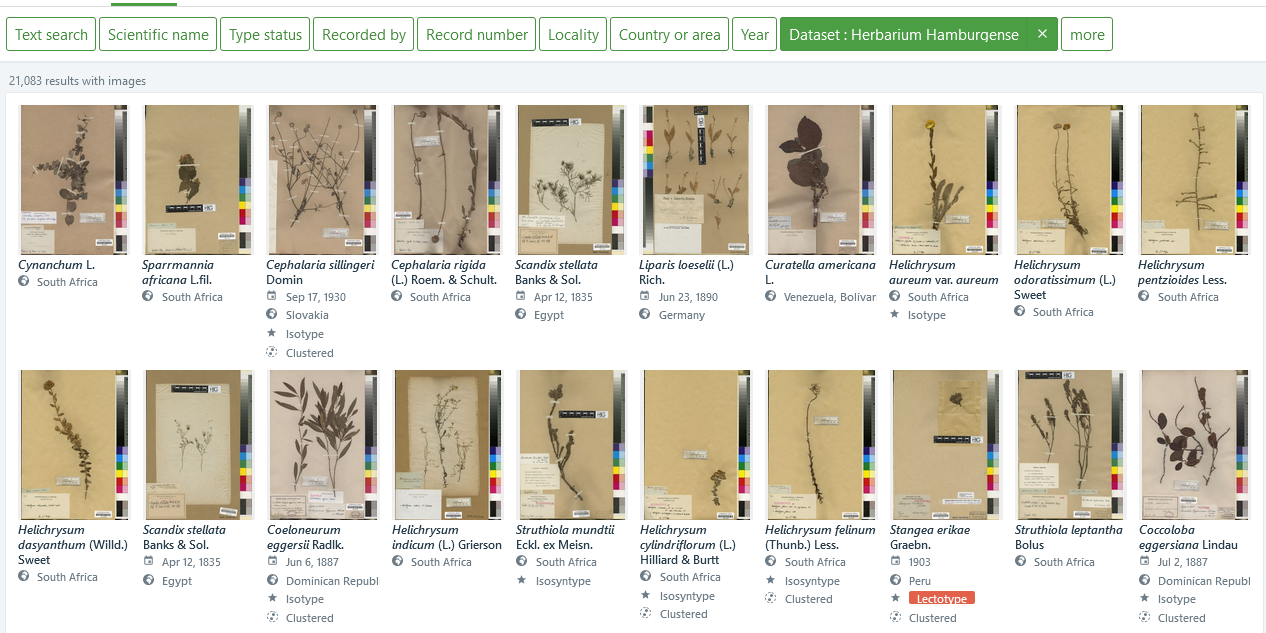 Text search
Scientific name
Type status
Recorded by
Record number
Locality
Country or area
Year
Dataset : Herbarium Hamburgense ×
more
21,083 results with images
Cynanchum L.
South Africa
Sparrmannia
africana L.fil.
South Africa
Cephalaria sillingeri
Domin
Sep 17, 1930
Slovakia
Isotype
Clustered
Cephalaria rigida
(L.) Roem. & Schult.
South Africa
Scandix stellata
Banks & Sol.
Apr 12, 1835
Egypt
Liparis loeselii (L.)
Rich.
Jun 23, 1890
Germany
Curatella americana
L.
Venezuela, Bolívar
Helichrysum
aureum var. aureum
South Africa
Isotype
Helichrysum
odoratissimum (L.)
Sweet
South Africa
Helichrysum
pentzioides Less.
South Africa
Helichrysum
dasyanthum (Willd.)
Sweet
South Africa
Scandix stellata
Banks & Sol.
Apr 12, 1835
Egypt
Coeloneurum
eggersii Radlk.
Jun 6, 1887
Dominican Republ
Isotype
Clustered
Helichrysum
indicum (L.) Grierson
South Africa
Struthiola mundtii
Eckl. ex Meisn.
South Africa
Isosyntype
Helichrysum
cylindriflorum (L.)
Hilliard & Burtt
South Africa
Isosyntype
Clustered
Helichrysum felinum
(Thunb.) Less.
South Africa
Isosyntype
Clustered
Stangea erikae
Graebn.
1903
Peru
Lectotype
Clustered
Struthiola leptantha
Bolus
South Africa
Coccoloba
eggersiana Lindau
Jul 2, 1887
Dominican Republ
Isotype
Clustered